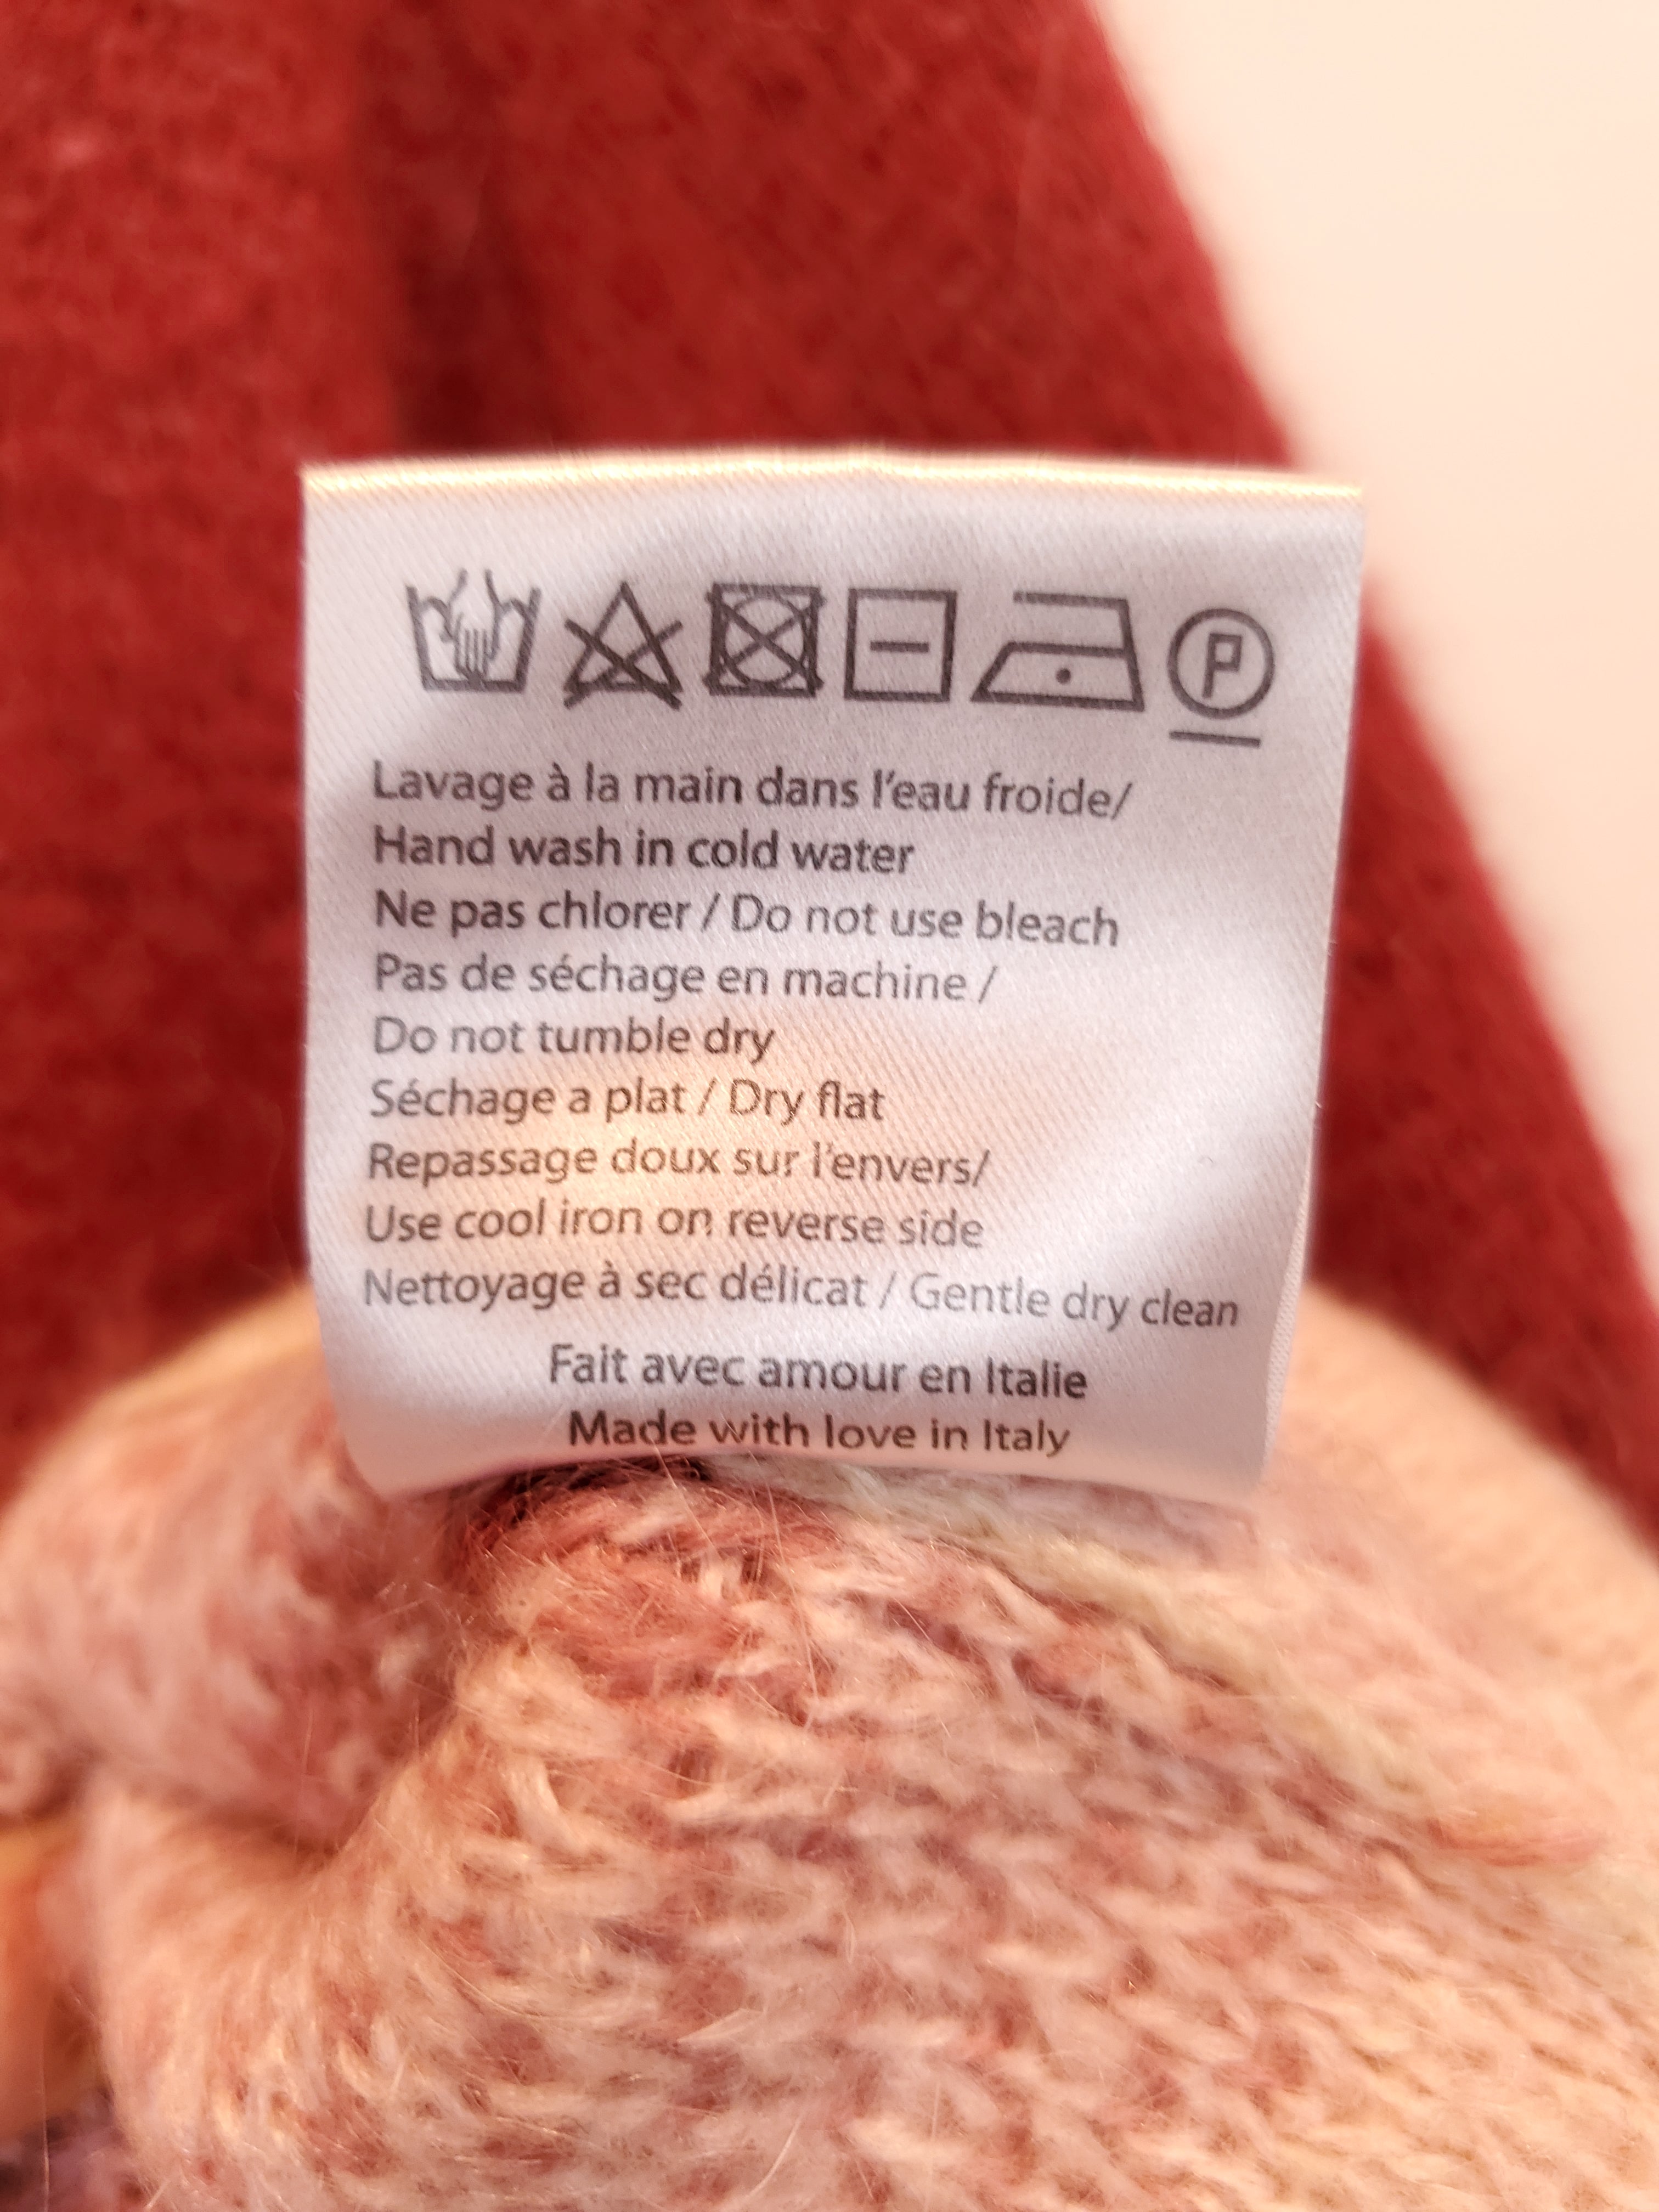 P
Lavage à la main dans l'eau froide/
Hand wash in cold water
Ne pas chlorer / Do not use bleach
Pas de séchage en machine /
Do not tumble dry
Séchage a plat / Dry flat
Repassage doux sur l'envers/
Use cool iron on reverse side
Nettoyage à sec délicat / Gentle dry clean
Fait avec amour en Italie
Made with love in Italy